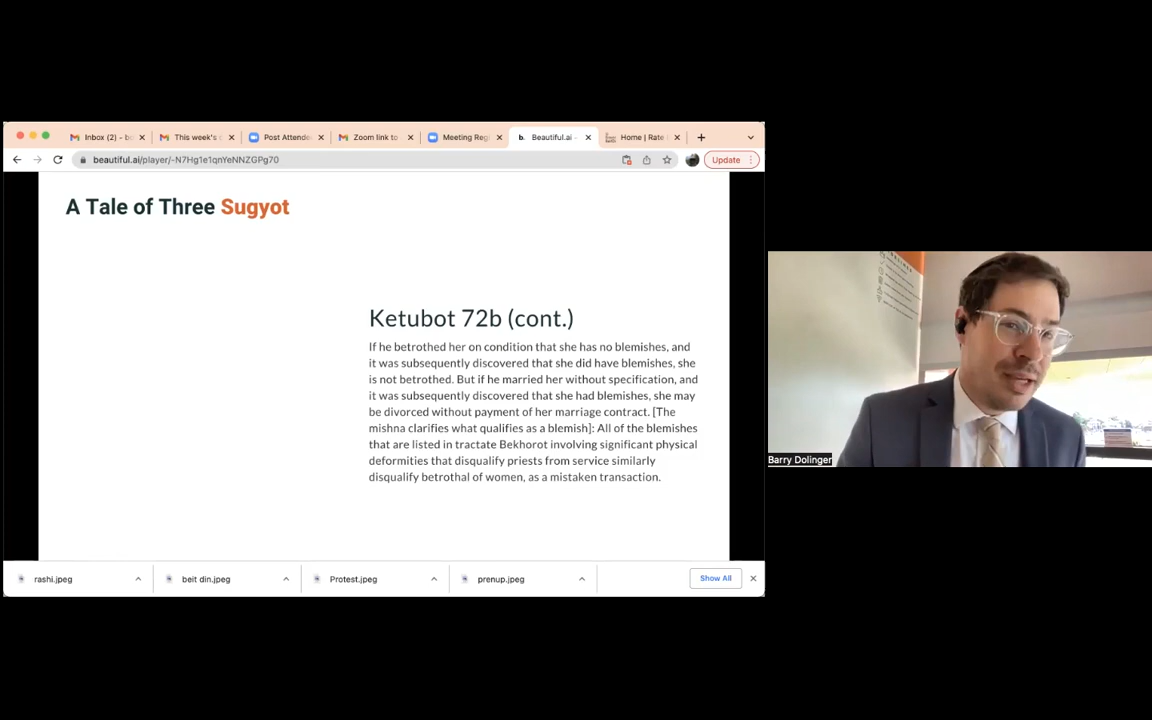 Inbox (2) - bo
This week's
Post Attende
Zoom link to
Meeting Reg
Beautiful.ai -
Home | Rate
beautiful.ai/player/-N7Hg1e1qnYeNNZGPg70
Update
A Tale of Three Sugyot
Ketubot 72b (cont.)
If he betrothed her on condition that she has no blemishes, and
it was subsequently discovered that she did have blemishes, she
is not betrothed. But if he married her without specification, and
it was subsequently discovered that she had blemishes, she may
be divorced without payment of her marriage contract. [The
mishna clarifies what qualifies as a blemish]: All of the blemishes
that are listed in tractate Bekhorot involving significant physical
deformities that disqualify priests from service similarly
disqualify betrothal of women, as a mistaken transaction.
Barry Dolinger
rashi.jpeg
beit din.jpeg
Protest.jpeg
prenup.jpeg
Show All